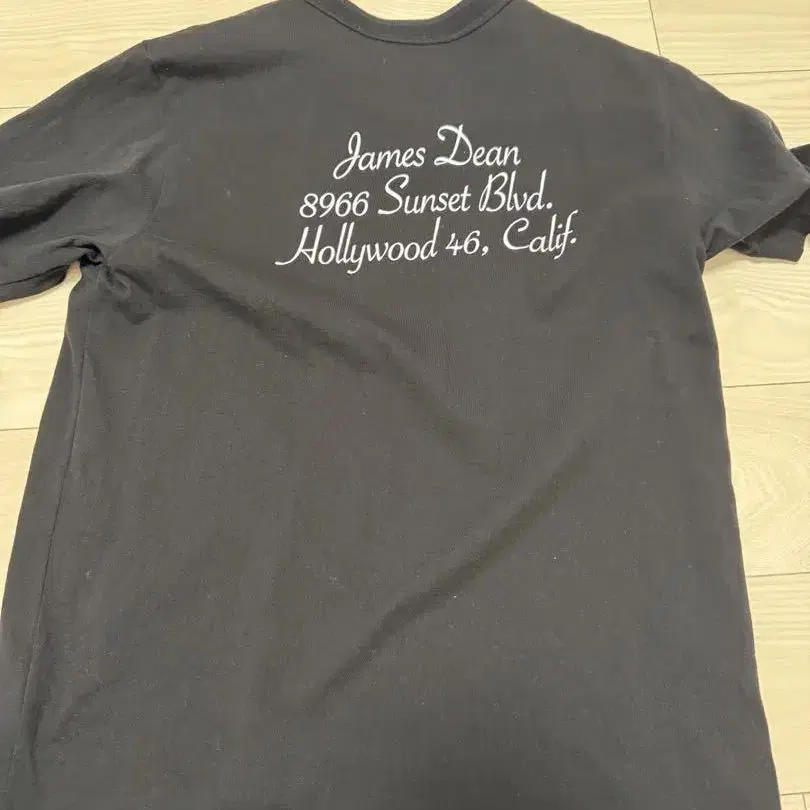 James Dean
8966 Sunset Blvd.
Hollywood 46, Calif.